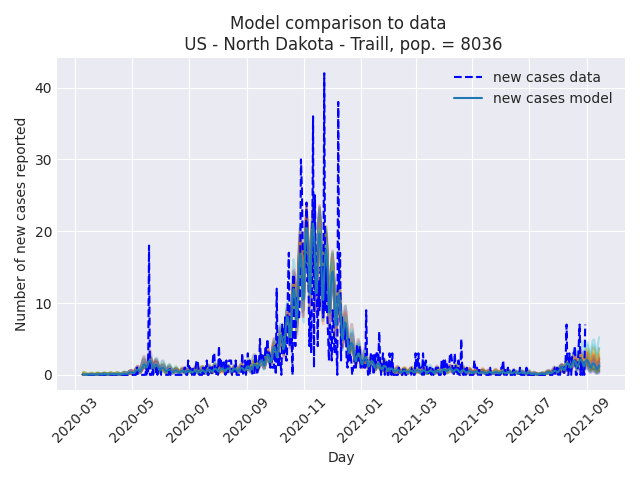 Model comparison to data
US - North Dakota - Traill, pop. = 8036
new cases data
new cases model
Number of new cases reported
40
30
20
10
0
2020-03
2020-05
2020-07
2020-09
2020-11
2021-01
2021-03
2021-05
2021-07
2021-09
Day